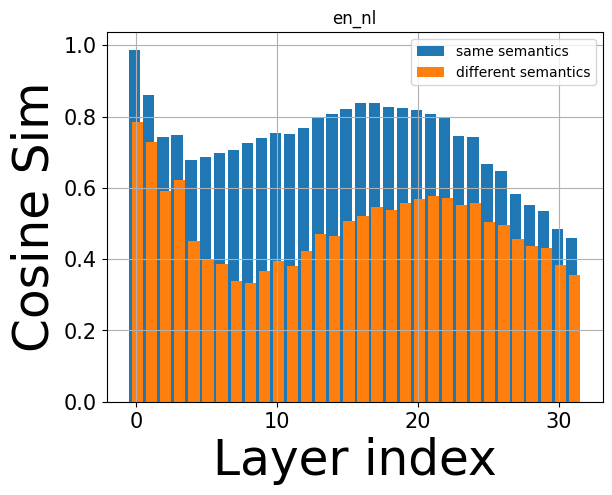 en_nl
same semantics
different semantics
Cosine Sim
1.0
0.8
0.6
0.4
0.2
0.0
0 10 20 30
Layer index